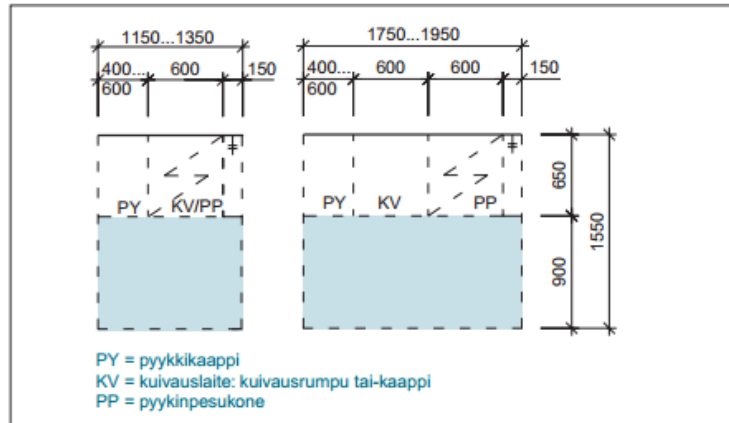 1150...1350
1750...1950
400... 600 150
600
400... 600 600 150
600
PY KV/PP
PY KV PP
650
900
1550
PY = pyykkikaappi
KV = kuivauslaite: kuivausrumpu tai-kaappi
PP = pyykinpesukone